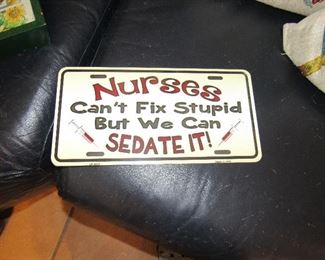 Nurses
Can't Fix Stupid
But We Can
SEDATE IT!